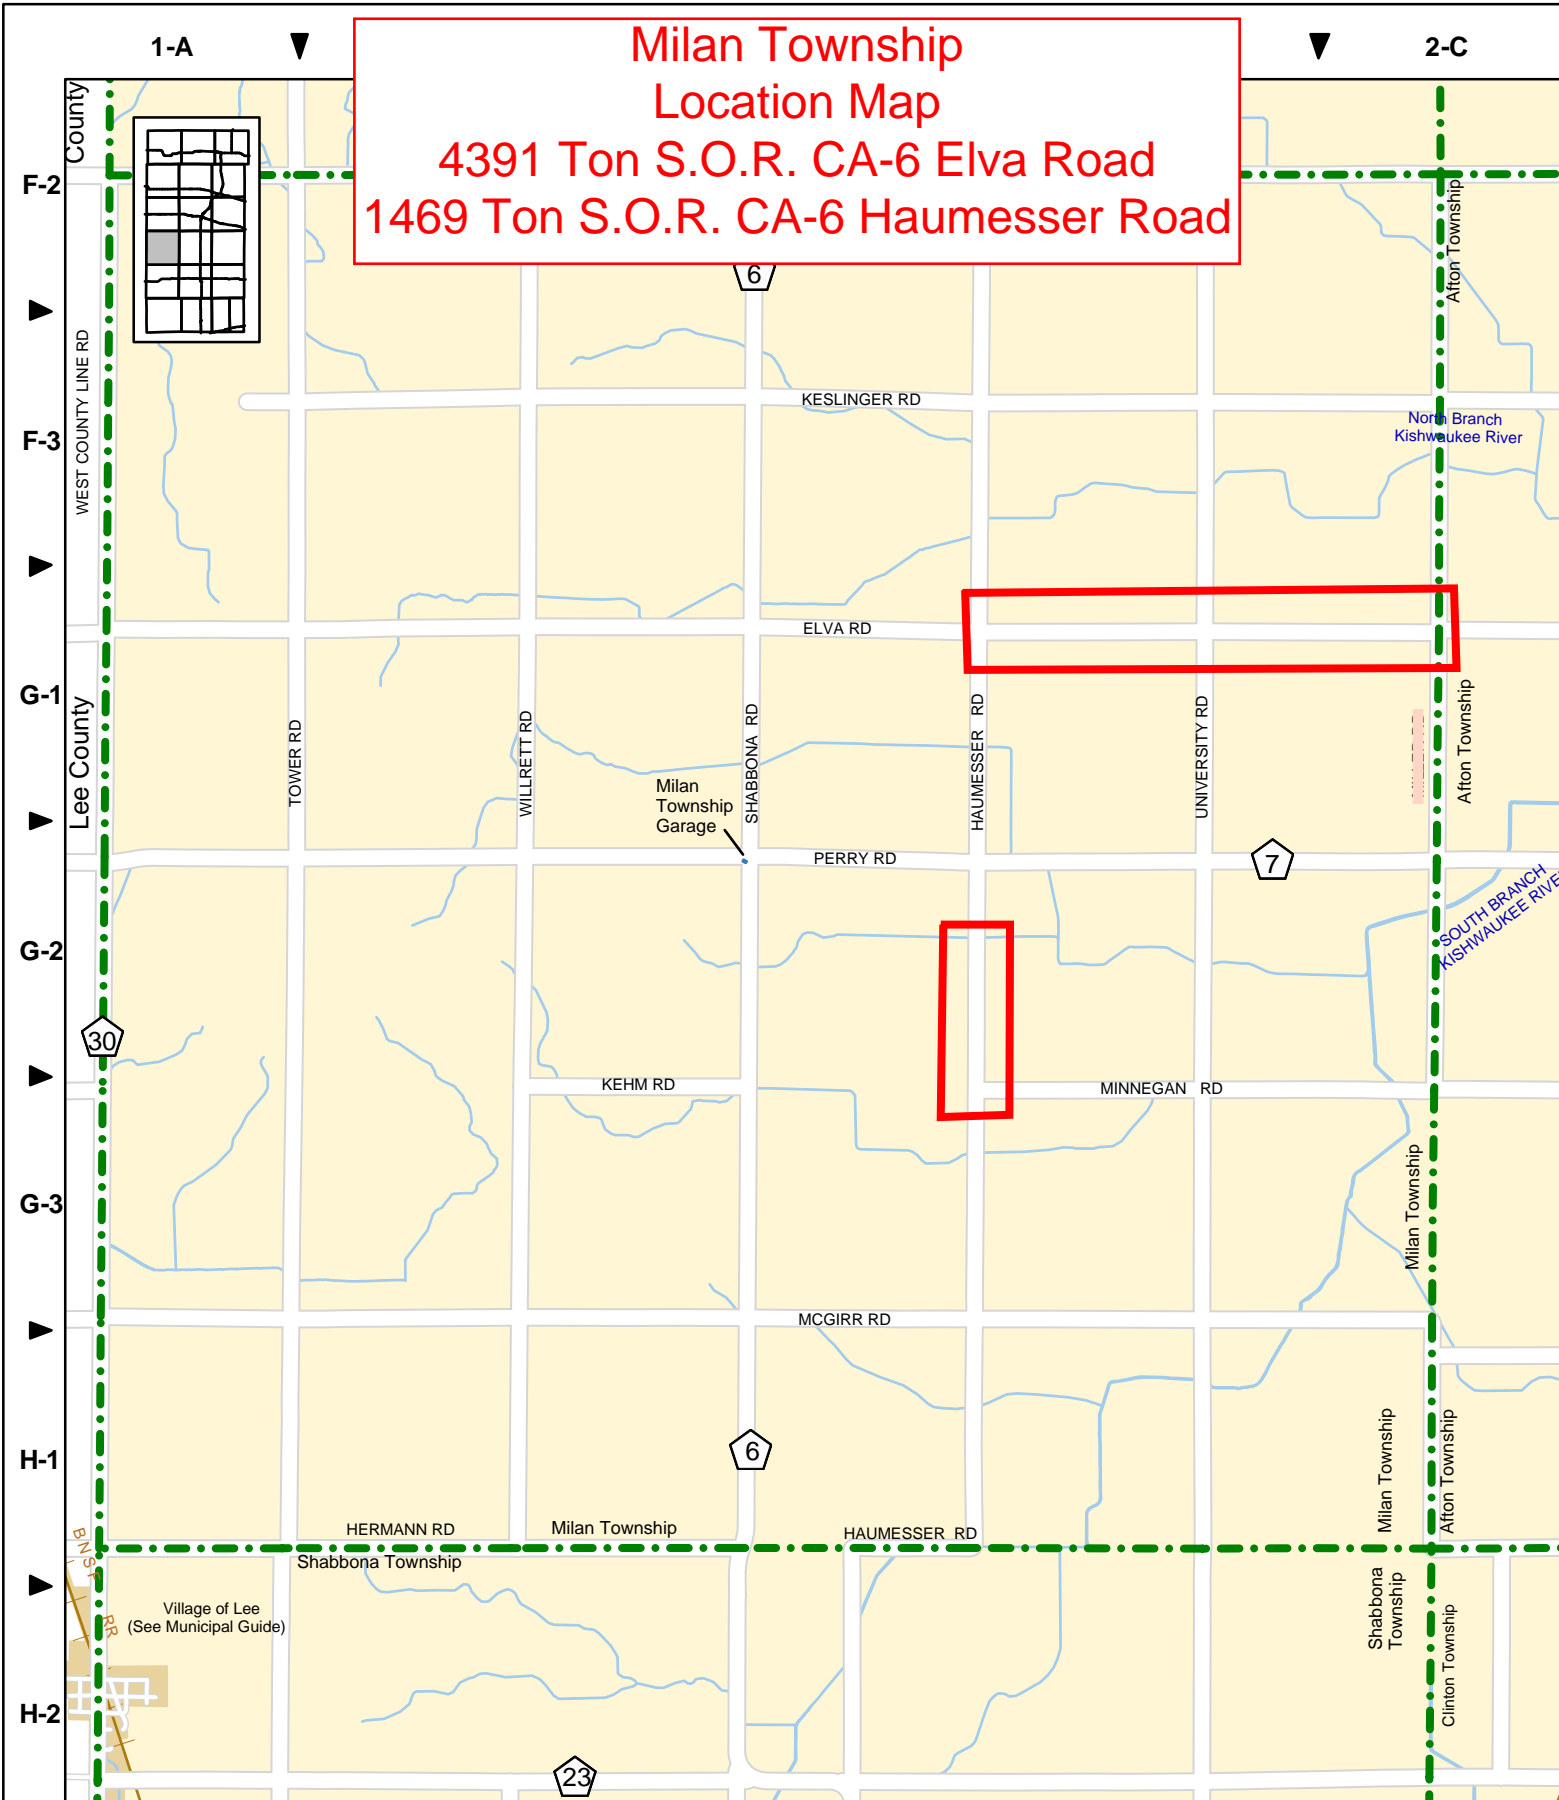 1-A
2-C
Milan Township
Location Map
4391 Ton S.O.R. CA-6 Elva Road
1469 Ton S.O.R. CA-6 Haumesser Road
County
F-2
Afton Township
6
WEST COUNTY LINE RD
KESLINGER RD
F-3
North Branch
Kishwaukee River
ELVA RD
G-1
Lee County
TOWER RD
WILLRETT RD
SHABBONA RD
HAUMESSER RD
UNIVERSITY RD
Afton Township
Milan
Township
Garage
PERRY RD
7
G-2
SOUTH BRANCH
KISHWAUKEE RIVE
30
KEHM RD
MINNEGAN RD
G-3
Milan Township
MCGIRR RD
H-1
6
Milan Township
Afton Township
HERMANN RD
Milan Township
HAUMESSER RD
BNSF RR
Shabbona Township
Shabbona
Township
Clinton Township
Village of Lee
(See Municipal Guide)
H-2
23